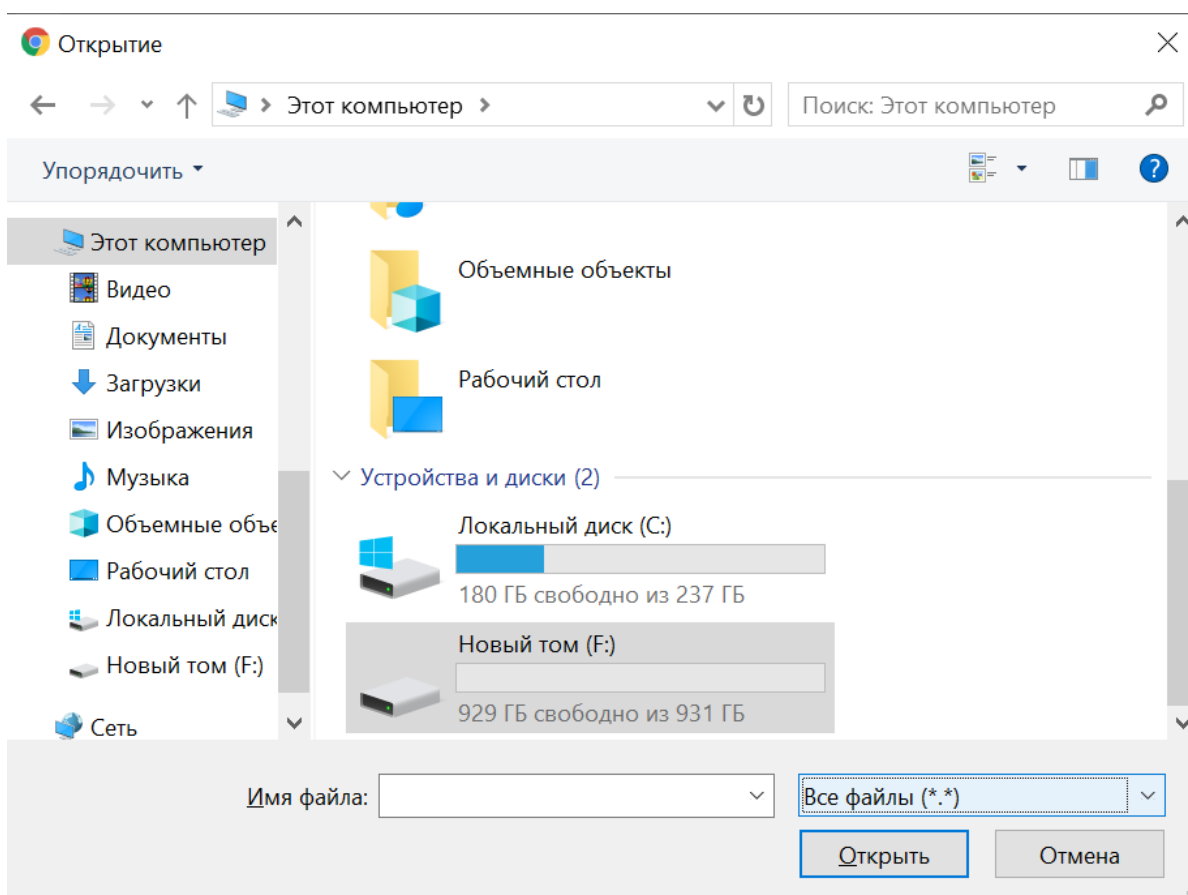 Открытие
Этот компьютер
Поиск: Этот компьютер
Упорядочить
?
Этот компьютер
Видео
Документы
Загрузки
Изображения
Музыка
Объемные объе
Рабочий стол
Локальный диск
Новый том (F:)
Сеть
Объемные объекты
Рабочий стол
Устройства и диски (2)
Локальный диск (C:)
180 ГБ свободно из 237 ГБ
Новый том (F:)
929 ГБ свободно из 931 ГБ
Имя файла:
Все файлы (*.*)
Открыть
Отмена